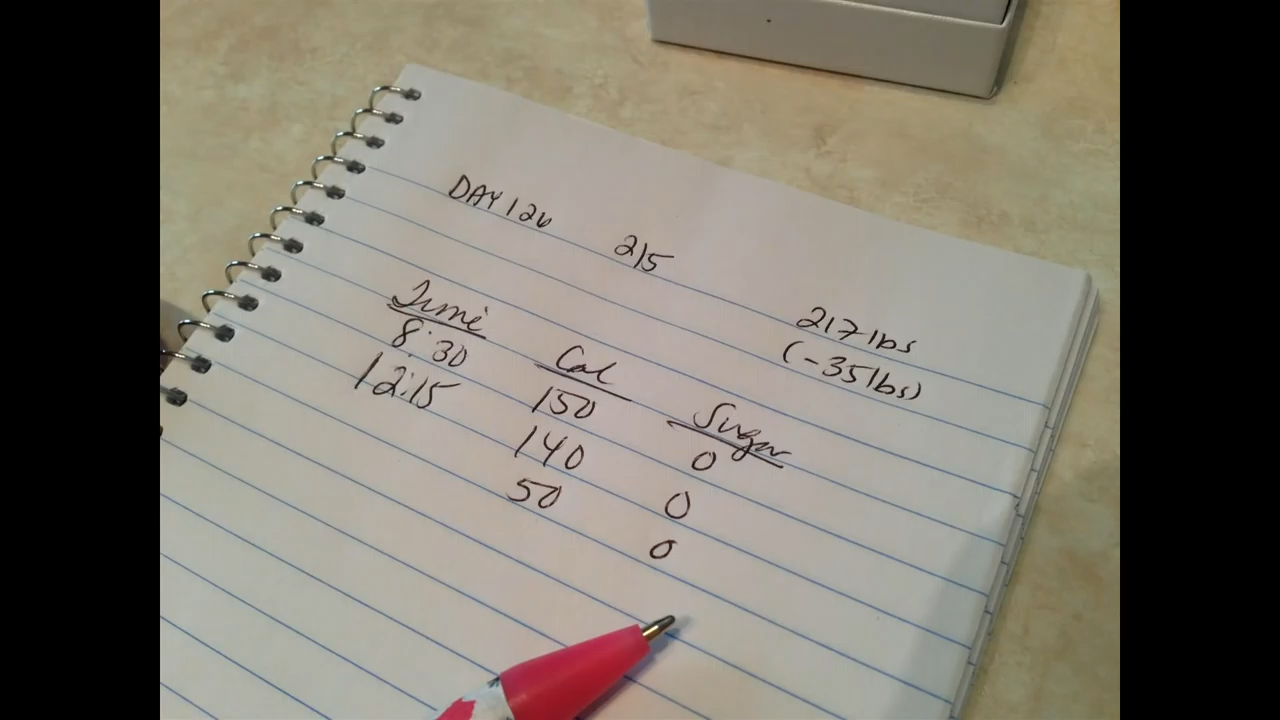 DAY 126 2/5
217 lbs
(-35 lbs)
Time Cal Sugar
8:30 150 0
12:15 140 0
50 0